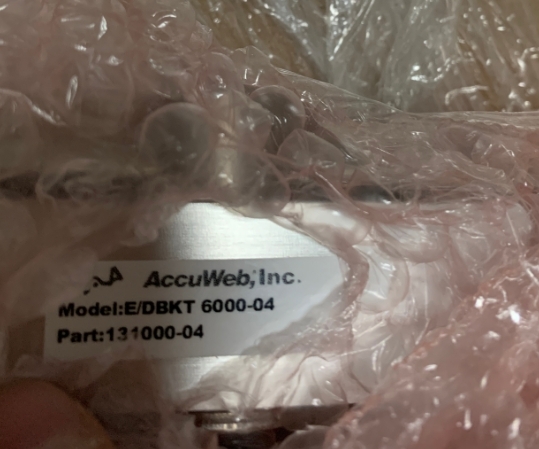 AccuWeb, Inc.
Model:E/DBKT 6000-04
Part:131000-04